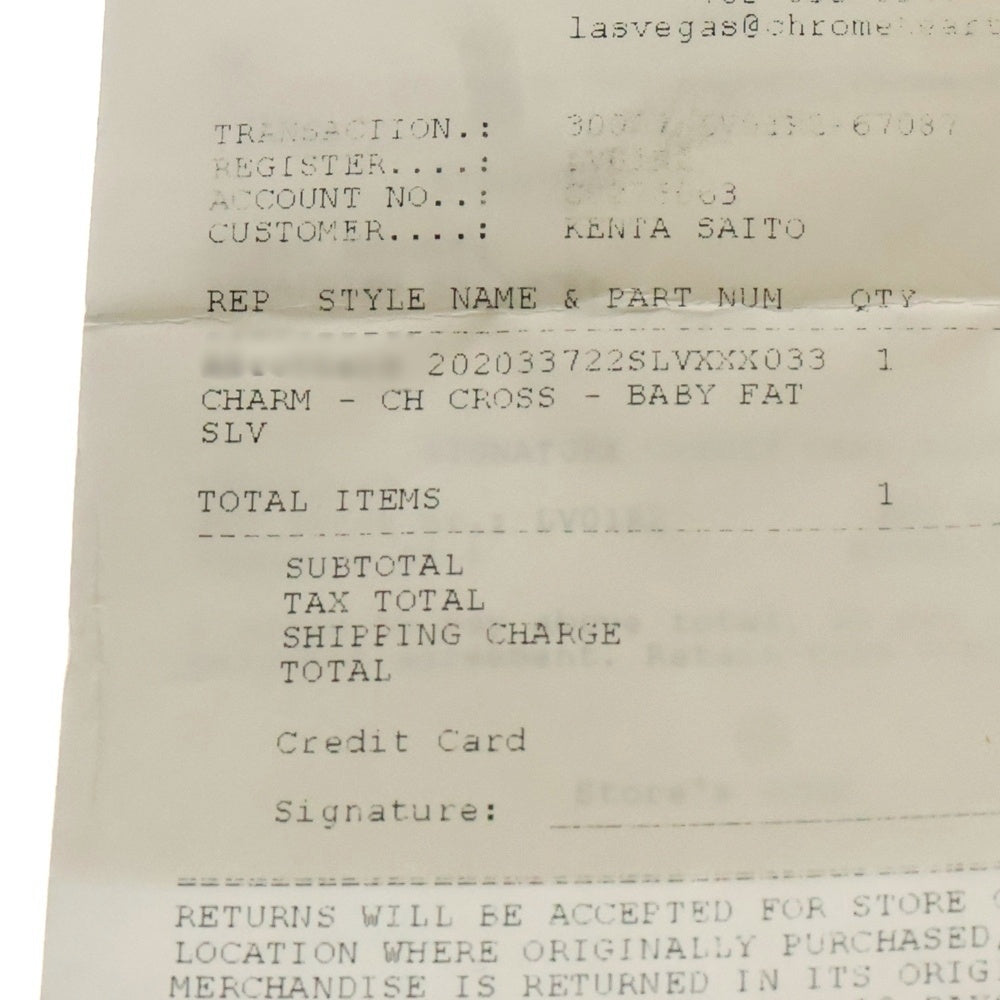 TRANSACTION.:
REGISTER....:
ACCOUNT NO..:
CUSTOMER....: KENTA SAITO
REP STYLE NAME & PART NUM QTY
202033722SLVXXX033 1
CHARM - CH CROSS - BABY FAT
SLV
TOTAL ITEMS 1
SUBTOTAL
TAX TOTAL
SHIPPING CHARGE
TOTAL
Credit Card
Signature:
RETURNS WILL BE ACCEPTED FOR STORE
LOCATION WHERE ORIGINALLY PURCHASED,
MERCHANDISE IS RETURNED IN ITS ORIG